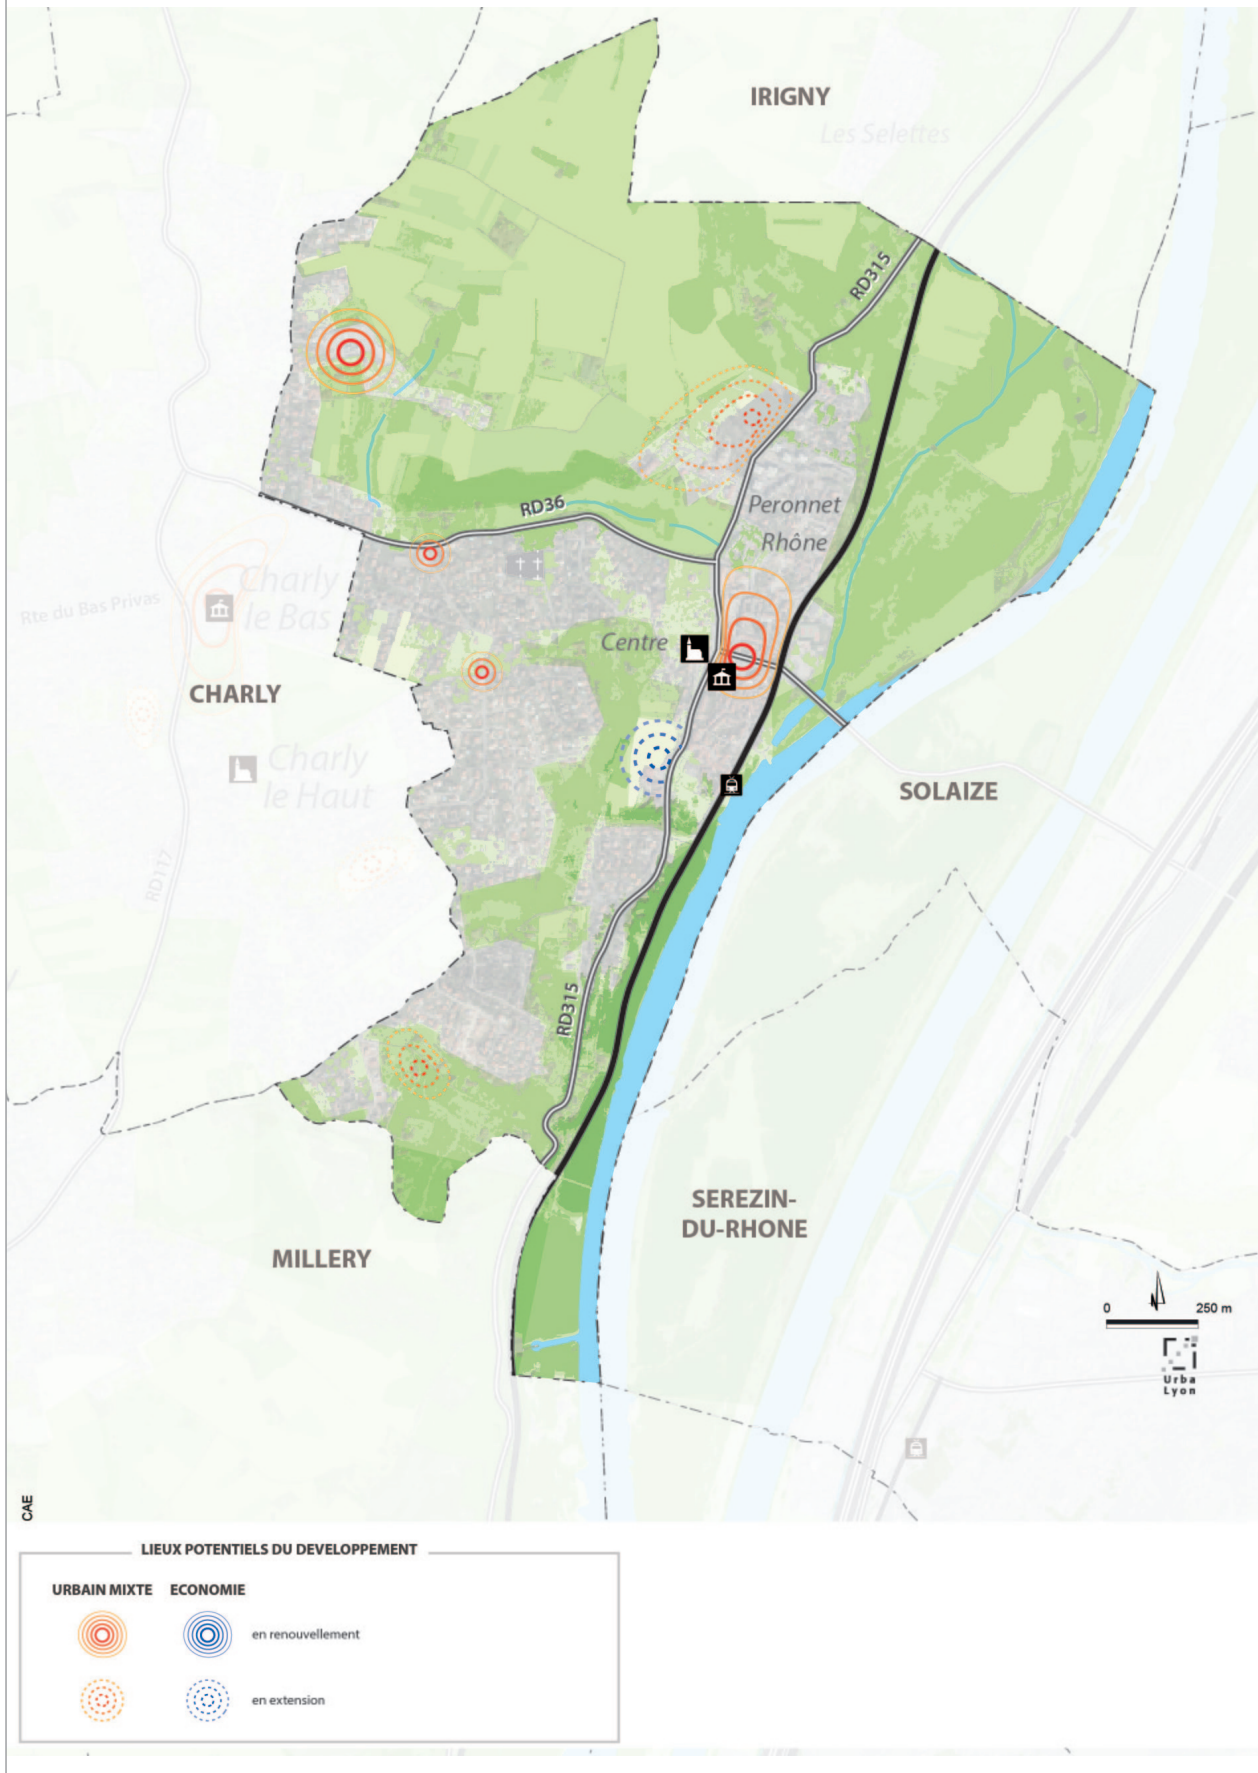 IRIGNY
Les Selettes
RD315
RD36
Peronnet
Rhône
Charly
le Bas
Rte du Bas Privas
Centre
CHARLY
Charly
le Haut
SOLAIZE
RD117
RD315
SEREZIN-
DU-RHONE
MILLERY
0 250 m
Urba
Lyon
CAE
LIEUX POTENTIELS DU DEVELOPPEMENT
URBAIN MIXTE ECONOMIE
en renouvellement
en extension